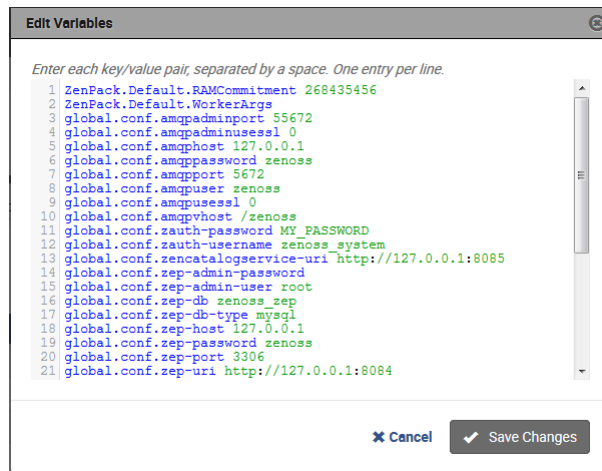 Edit Variables
Enter each key/value pair, separated by a space. One entry per line.
1 ZenPack.Default.RAMCommitment 268435456
2 ZenPack.Default.WorkerArgs
3 global.conf.amqpadminport 55672
4 global.conf.amqpadminusessl 0
5 global.conf.amqphost 127.0.0.1
6 global.conf.amqppassword zenoss
7 global.conf.amqpport 5672
8 global.conf.amqpuser zenoss
9 global.conf.amqpusessl 0
10 global.conf.amqpvhost /zenoss
11 global.conf.zauth-password MY_PASSWORD
12 global.conf.zauth-username zenoss_system
13 global.conf.zencatalogservice-uri http://127.0.0.1:8085
14 global.conf.zep-admin-password
15 global.conf.zep-admin-user root
16 global.conf.zep-db zenoss_zep
17 global.conf.zep-db-type mysql
18 global.conf.zep-host 127.0.0.1
19 global.conf.zep-password zenoss
20 global.conf.zep-port 3306
21 global.conf.zep-uri http://127.0.0.1:8084
Cancel
Save Changes